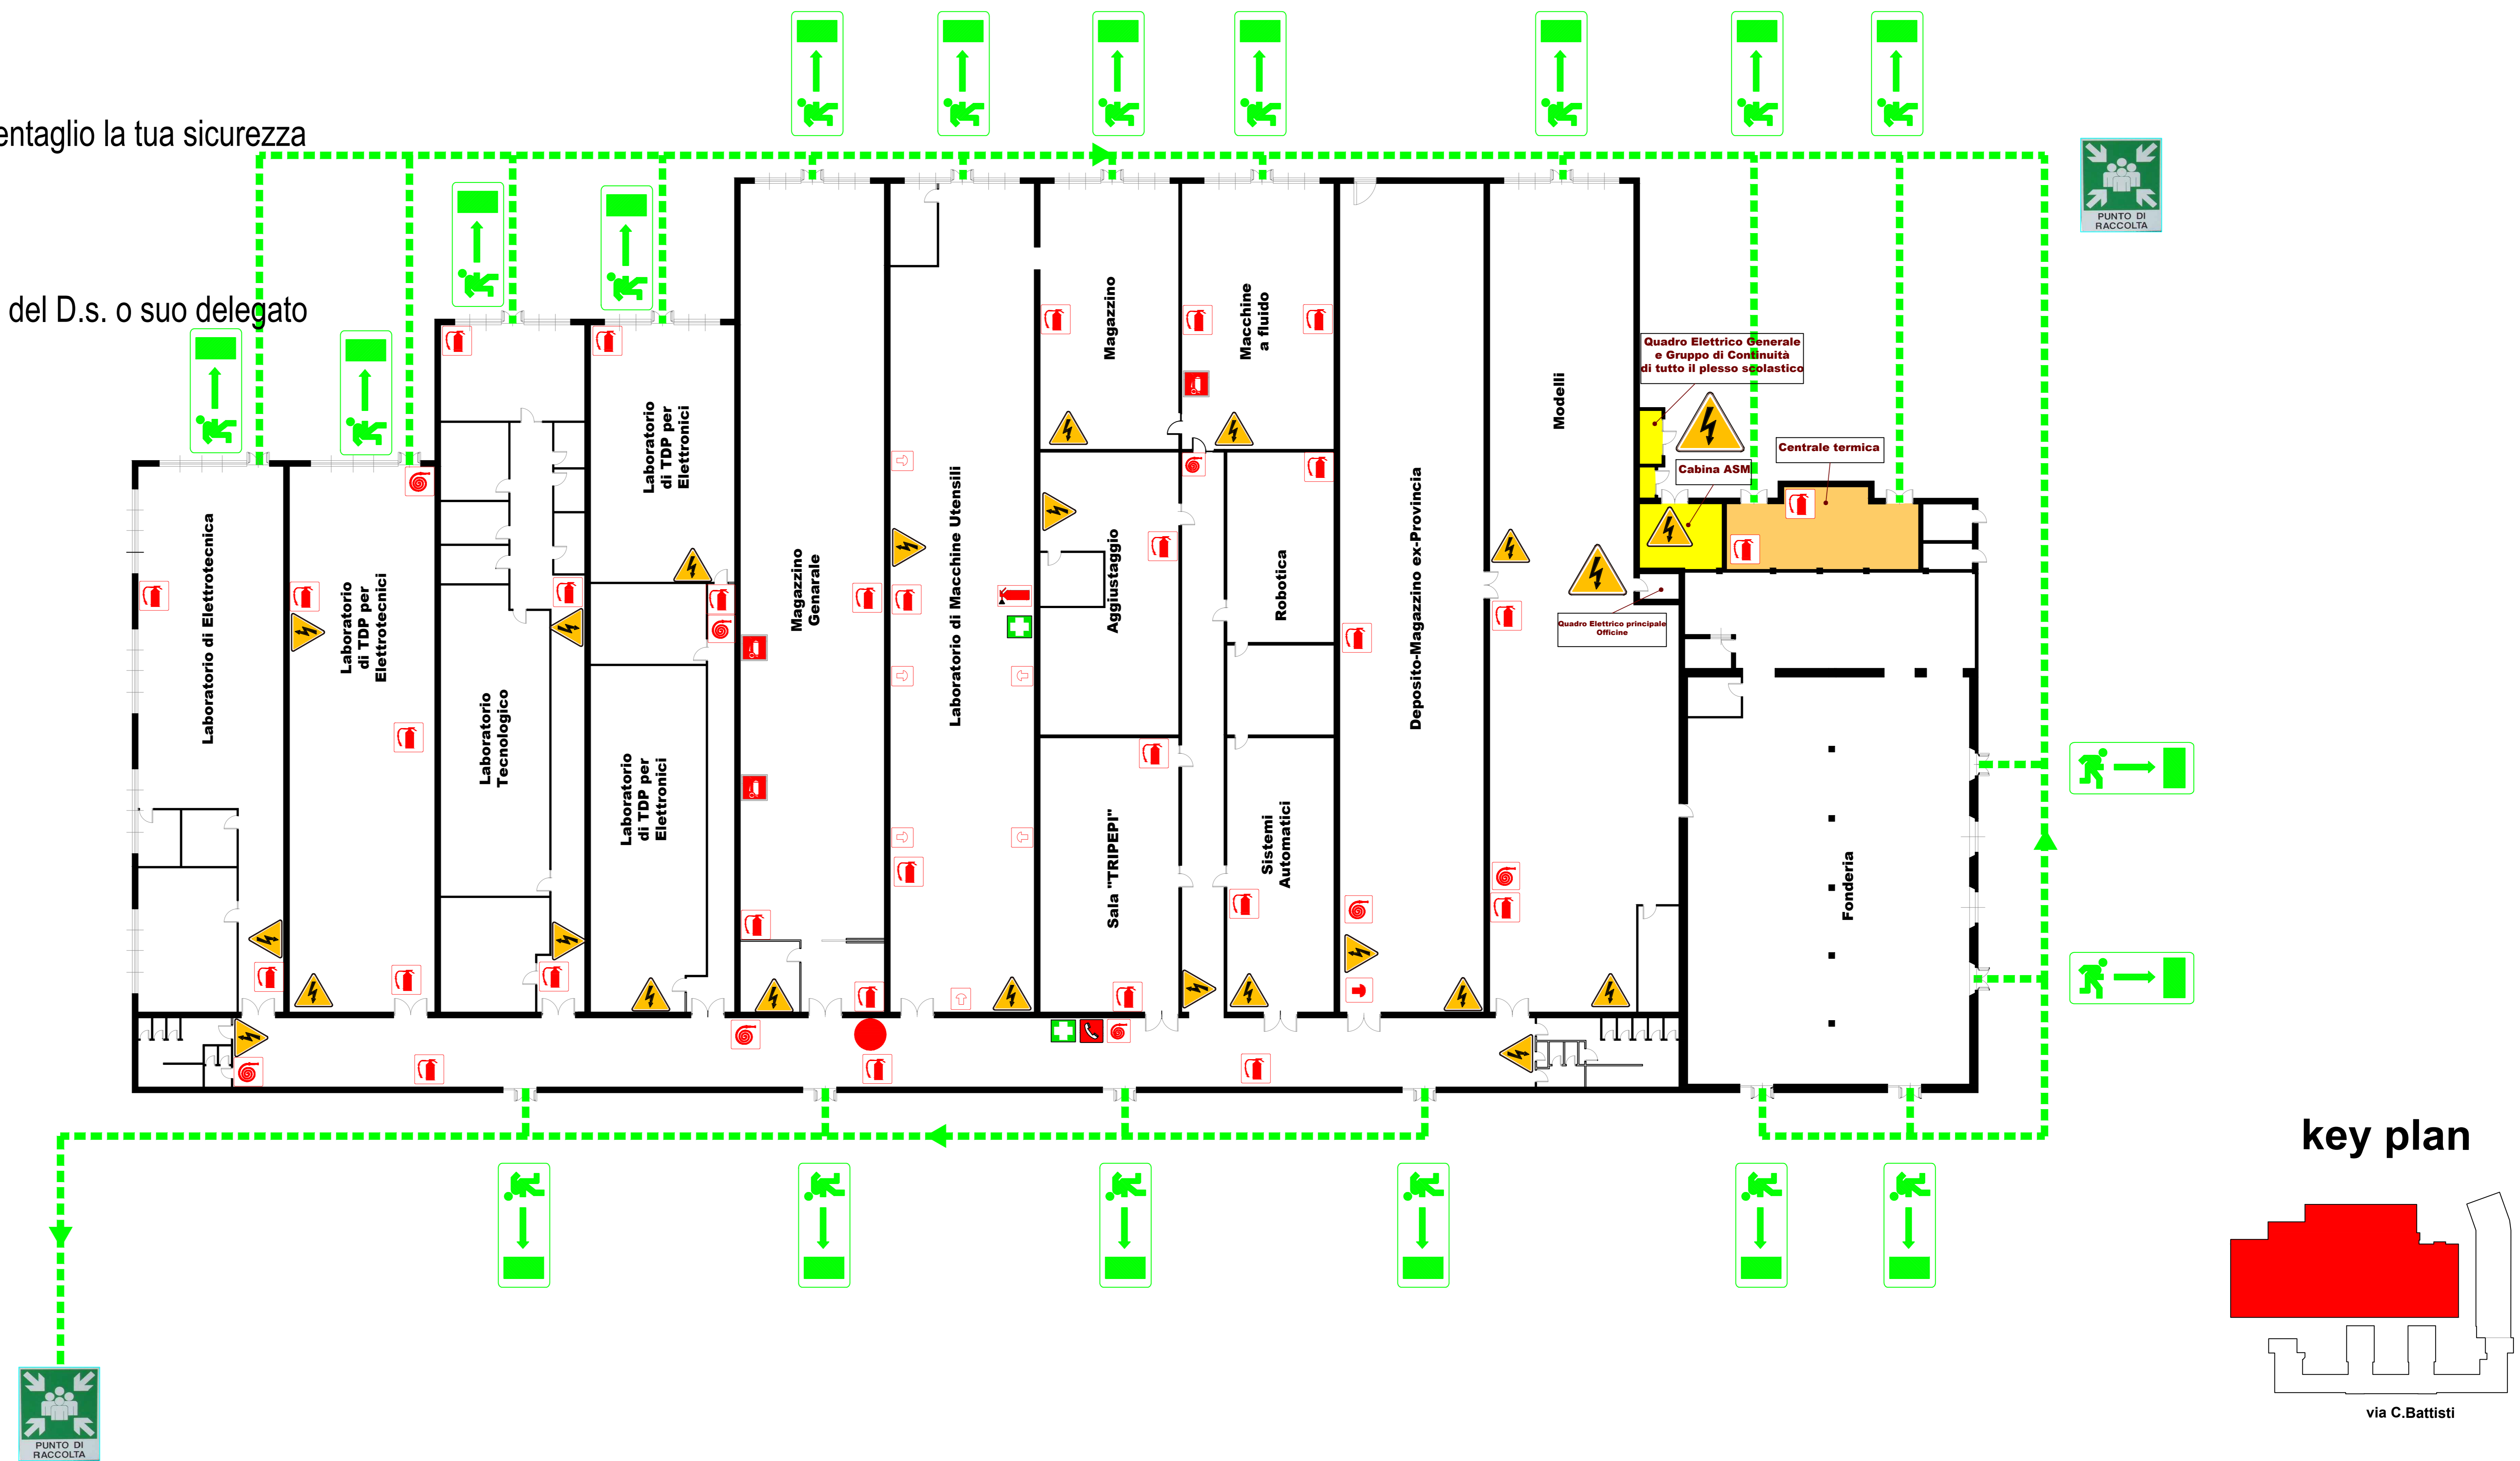 entaglio la tua sicurezza
del D.s. o suo delegato
PUNTO DI
RACCOLTA
Quadro Elettrico Generale
e Gruppo di Continuità
di tutto il plesso scolastico
Centrale termica
Cabina ASM
Quadro Elettrico principale
Officine
Laboratorio di Elettrotecnica
Laboratorio
di TDP per
Elettrotecnici
Laboratorio
Tecnologico
Laboratorio
di TDP per
Elettronici
Laboratorio
di TDP per
Elettronici
Magazzino
Genarale
Laboratorio di Macchine Utensili
Magazzino
Macchine
a fluido
Aggiustaggio
Robotica
Sala "TRIPEPI"
Sistemi
Automatici
Deposito-Magazzino ex-Provincia
Modelli
Fonderia
key plan
via C.Battisti
PUNTO DI
RACCOLTA